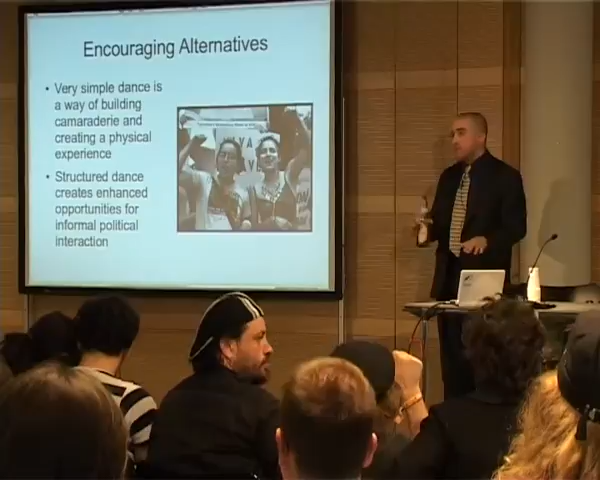 Encouraging Alternatives
• Very simple dance is
a way of building
camaraderie and
creating a physical
experience
• Structured dance
creates enhanced
opportunities for
informal political
interaction